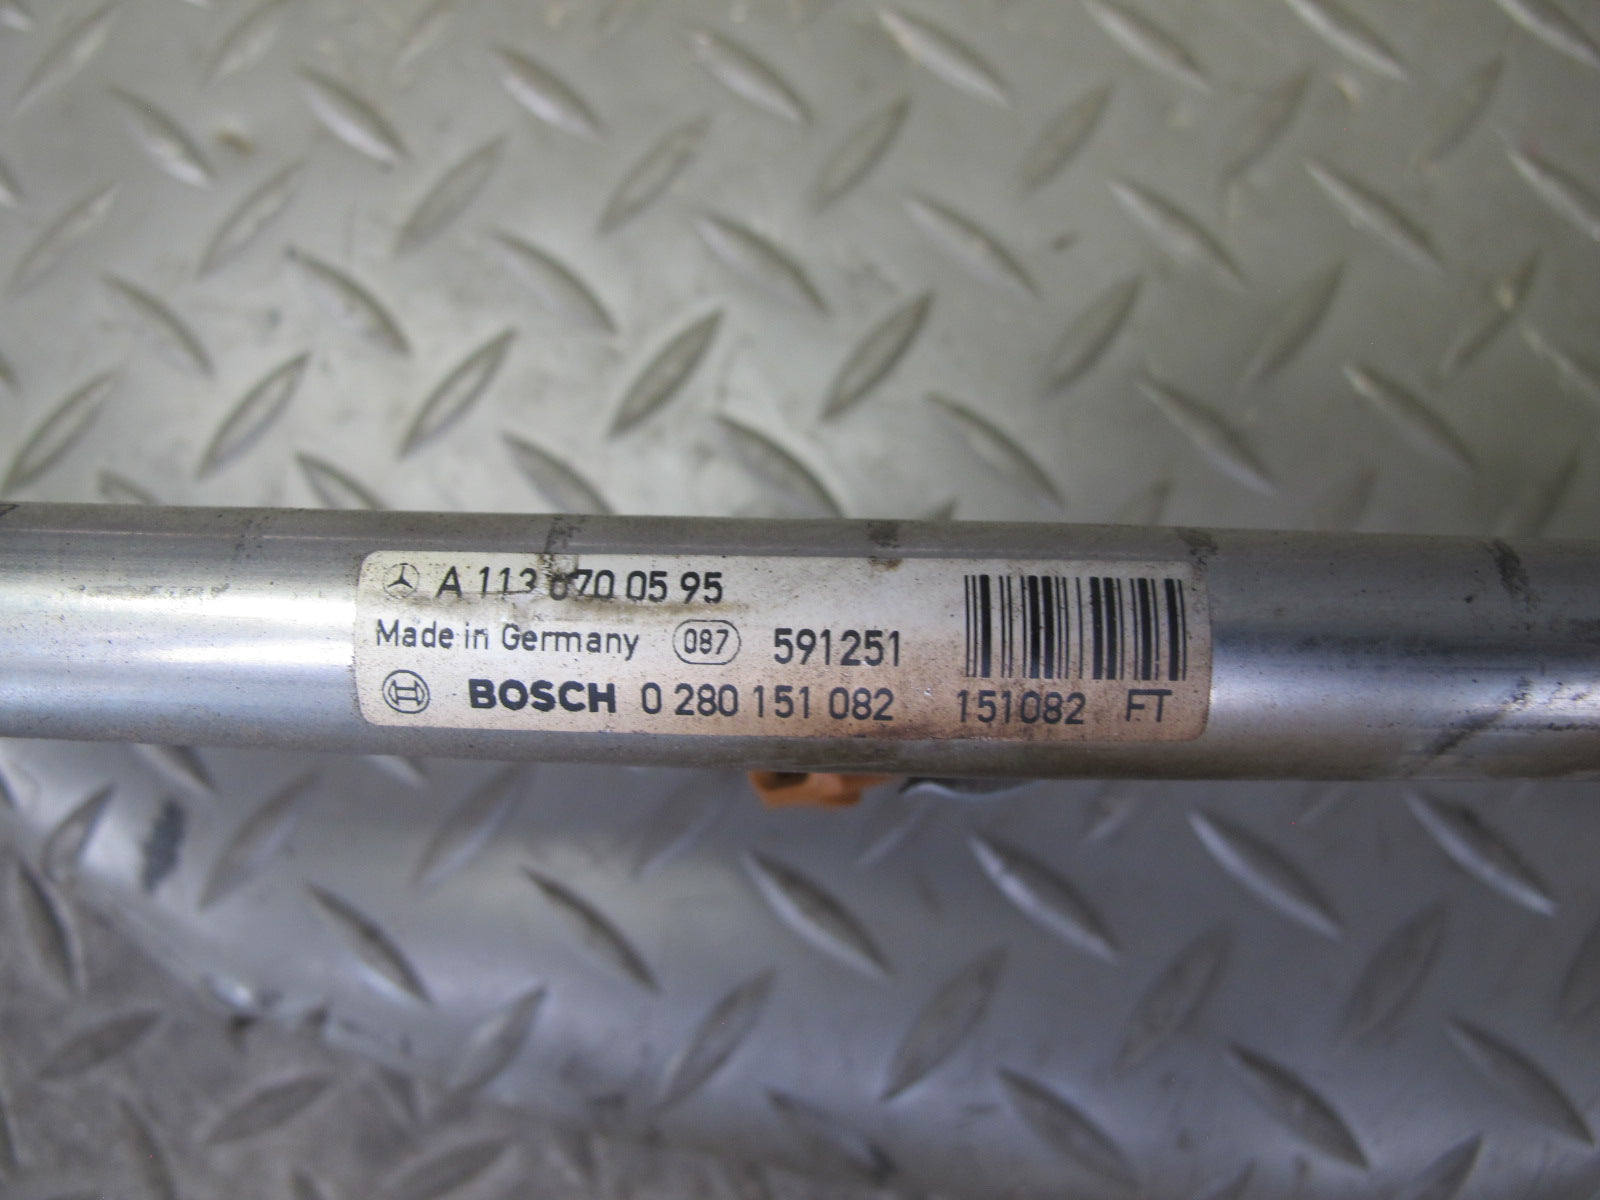 A 113 070 05 95
Made in Germany 087 591251
BOSCH 0 280 151 082 151082 FT